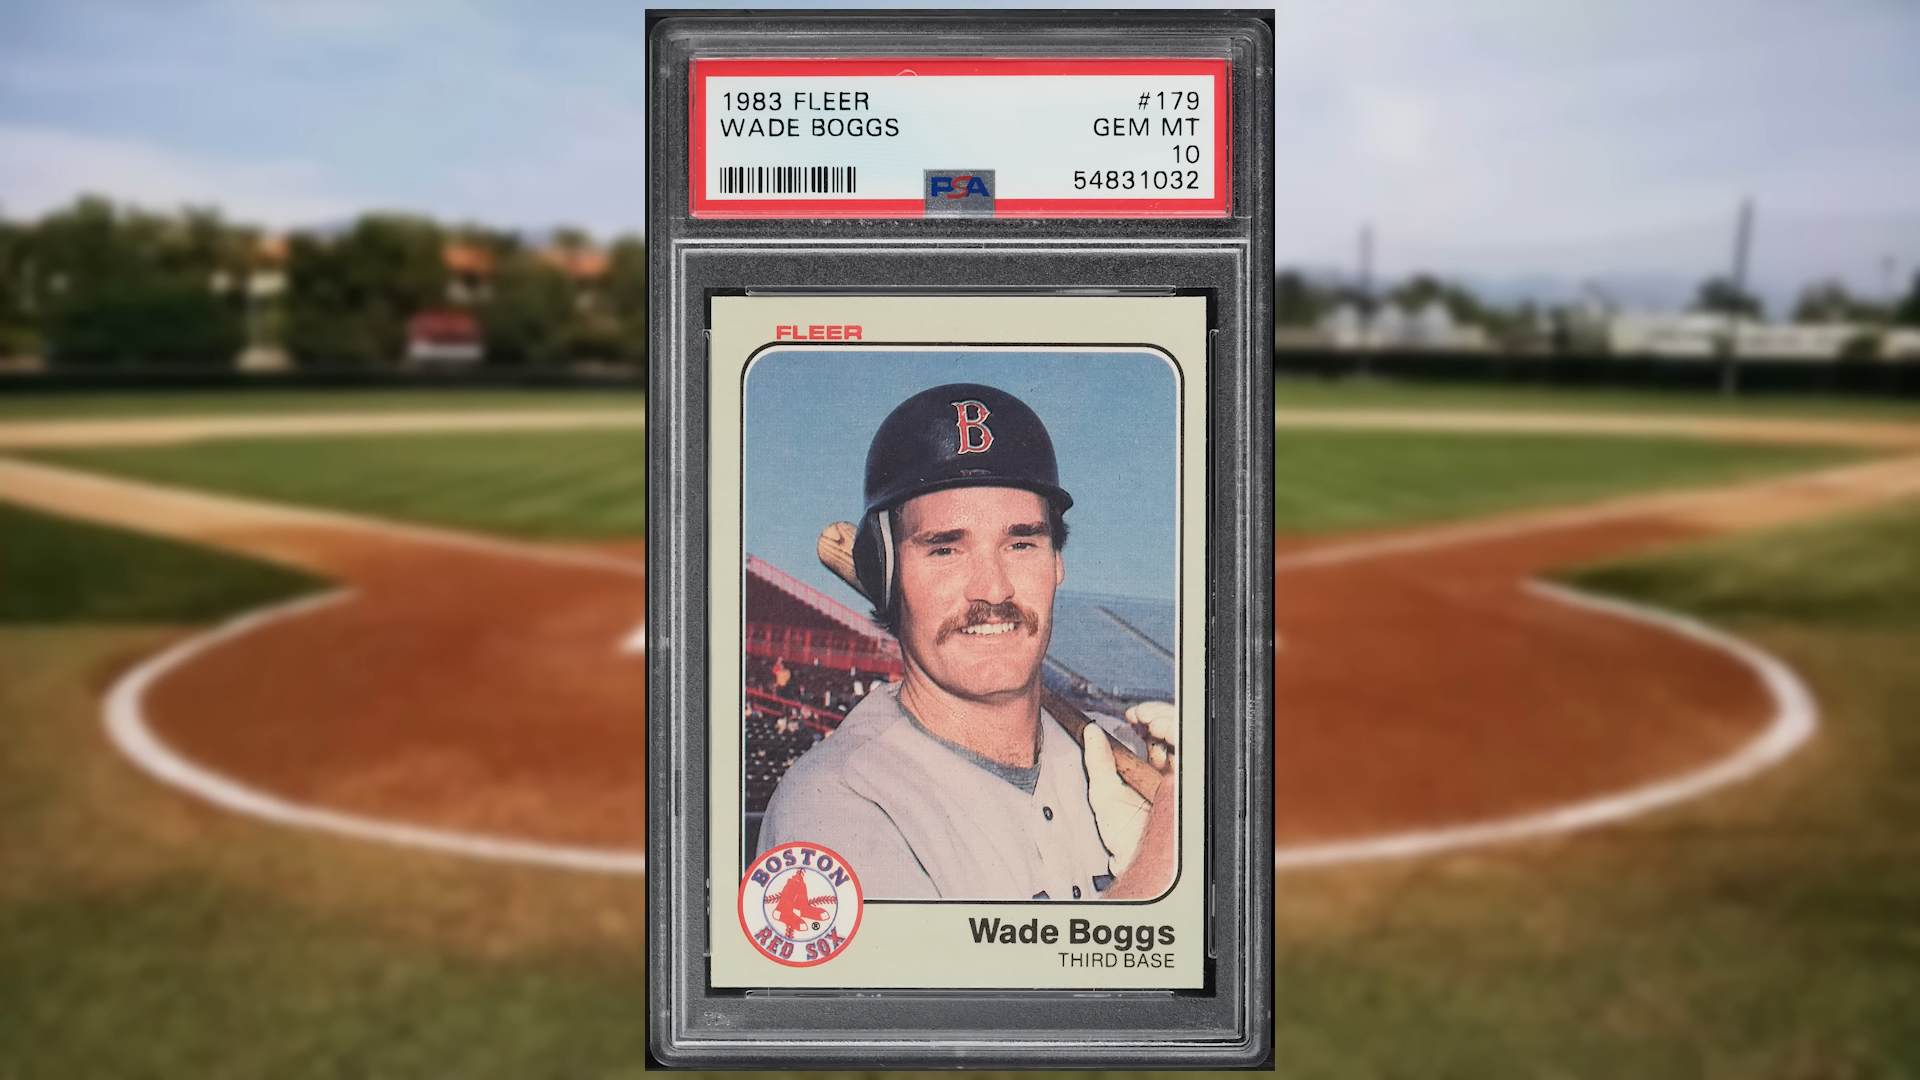 1983 FLEER #179
WADE BOGGS GEM MT
10
PSA 54831032
FLEER
B
BOSTON
RED SOX
®
Wade Boggs
THIRD BASE